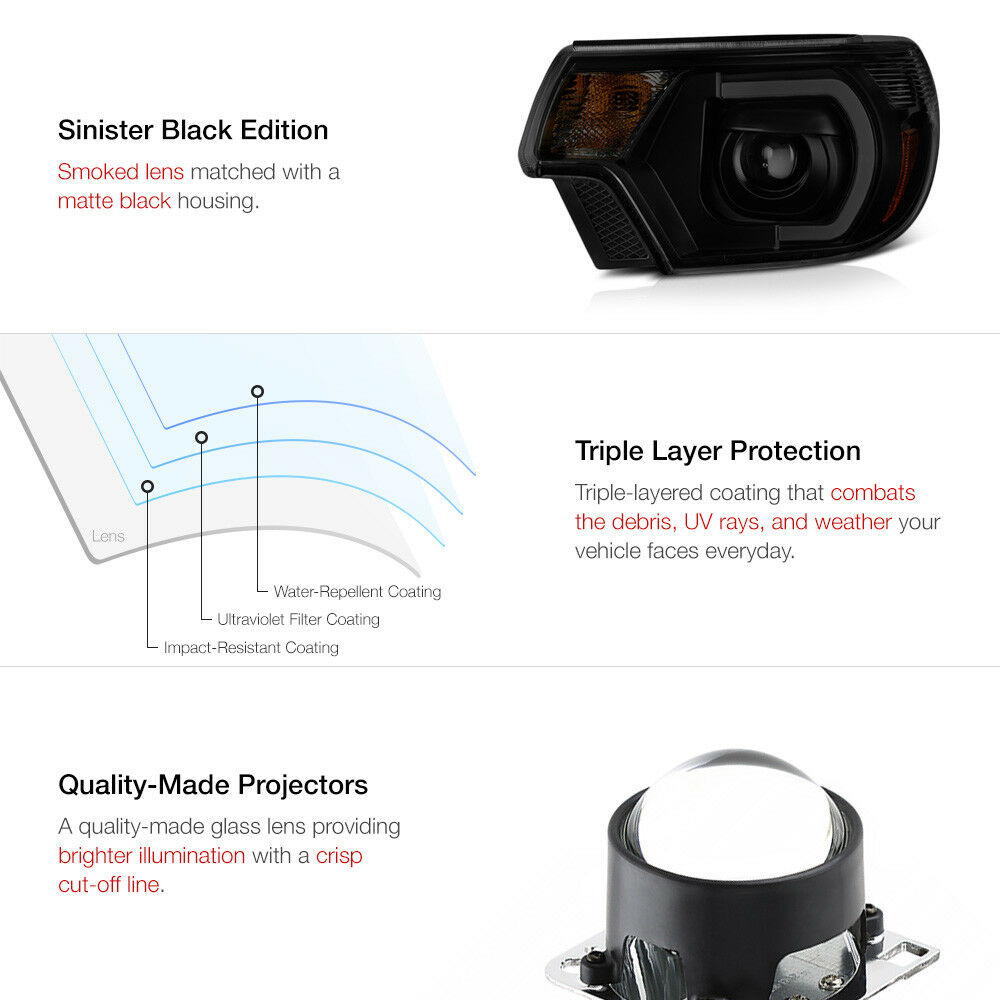 Sinister Black Edition
Smoked lens matched with a
matte black housing.
Lens
Water-Repellent Coating
Ultraviolet Filter Coating
Impact-Resistant Coating
Triple Layer Protection
Triple-layered coating that combats
the debris, UV rays, and weather your
vehicle faces everyday.
Quality-Made Projectors
A quality-made glass lens providing
brighter illumination with a crisp
cut-off line.